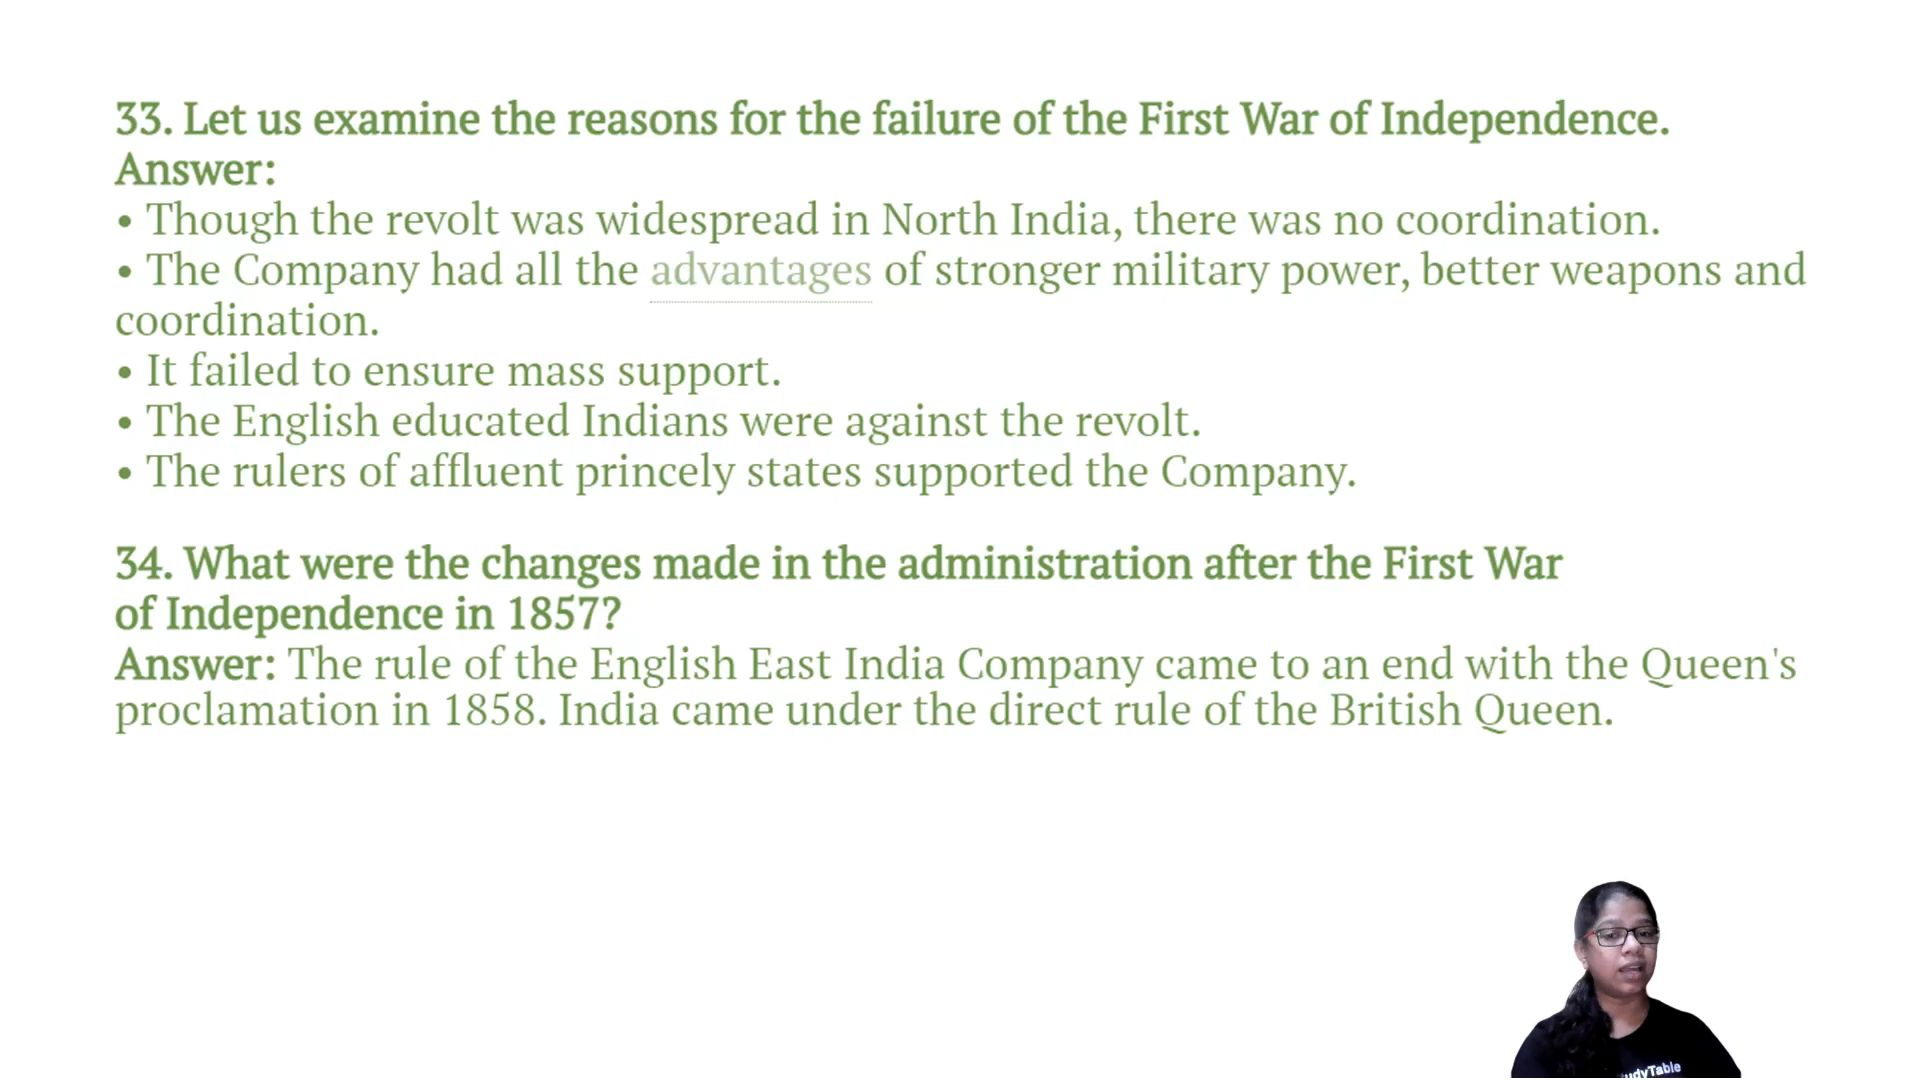 33. Let us examine the reasons for the failure of the First War of Independence.
Answer:
• Though the revolt was widespread in North India, there was no coordination.
• The Company had all the advantages of stronger military power, better weapons and
coordination.
• It failed to ensure mass support.
• The English educated Indians were against the revolt.
• The rulers of affluent princely states supported the Company.
34. What were the changes made in the administration after the First War
of Independence in 1857?
Answer: The rule of the English East India Company came to an end with the Queen's
proclamation in 1858. India came under the direct rule of the British Queen.